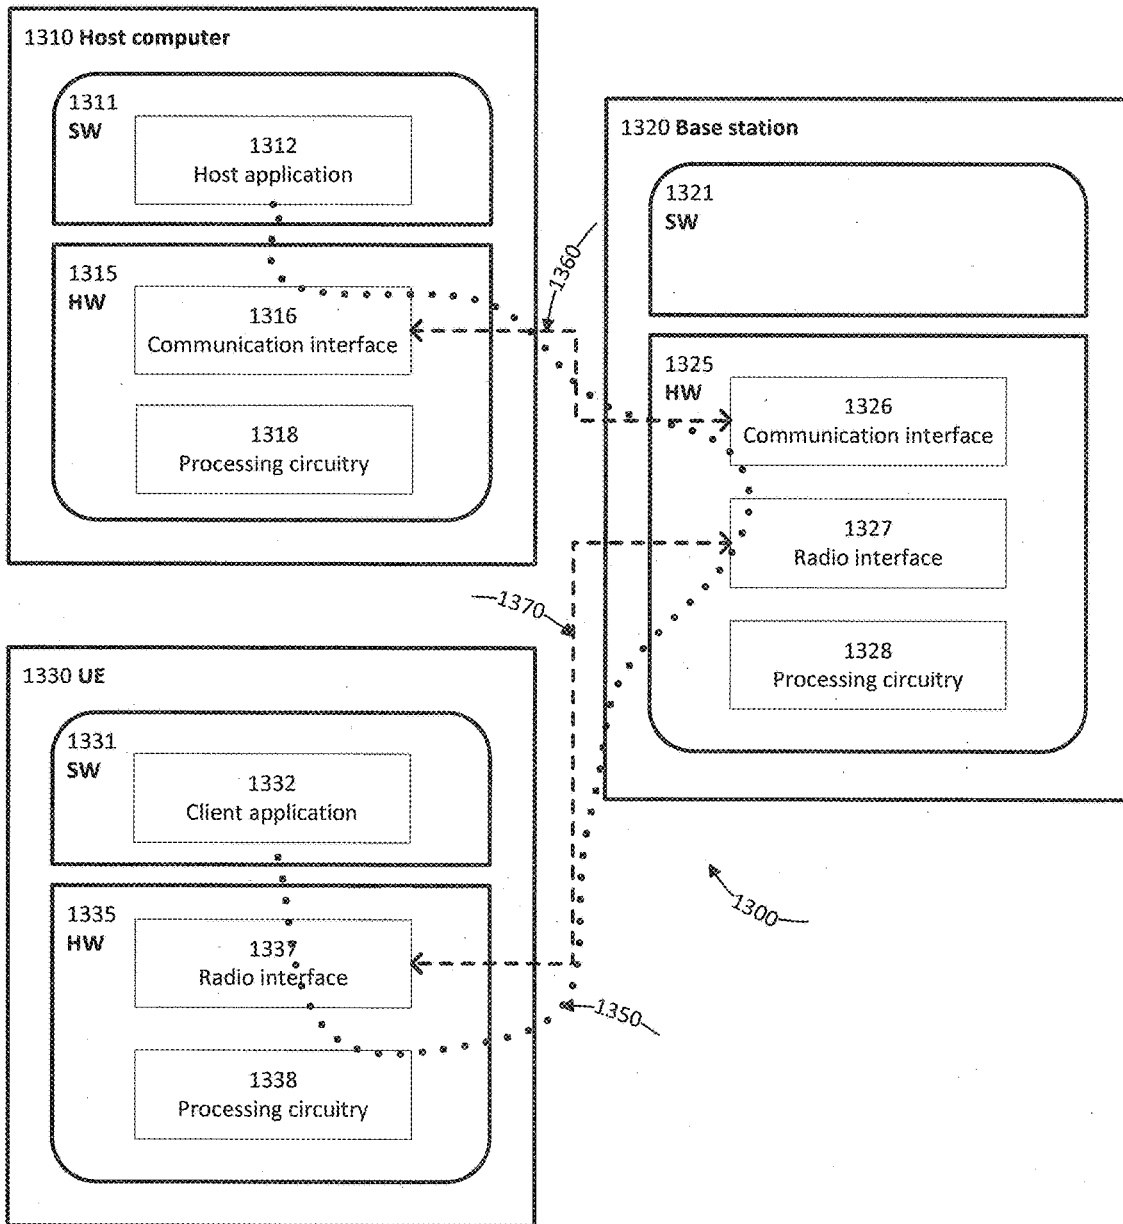 1310 Host computer
1311
SW
1312
Host application
1315
HW
1316
Communication interface
1318
Processing circuitry
1320 Base station
1321
SW
1325
HW
1326
Communication interface
1327
Radio interface
1328
Processing circuitry
1360
1370
1330 UE
1331
SW
1332
Client application
1335
HW
1337
Radio interface
1338
Processing circuitry
1300
1350